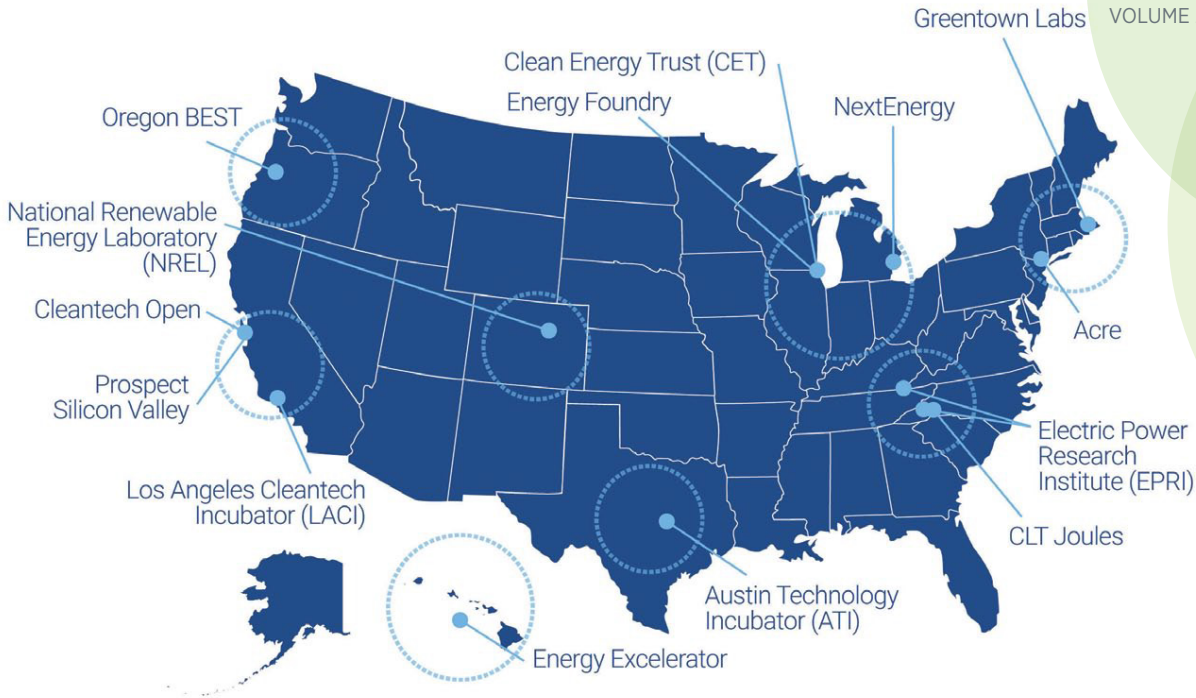 Greentown Labs
VOLUME
Clean Energy Trust (CET)
Energy Foundry
NextEnergy
Oregon BEST
National Renewable
Energy Laboratory
(NREL)
Cleantech Open
Prospect
Silicon Valley
Los Angeles Cleantech
Incubator (LACI)
Acre
Electric Power
Research
Institute (EPRI)
CLT Joules
Austin Technology
Incubator (ATI)
Energy Excelerator